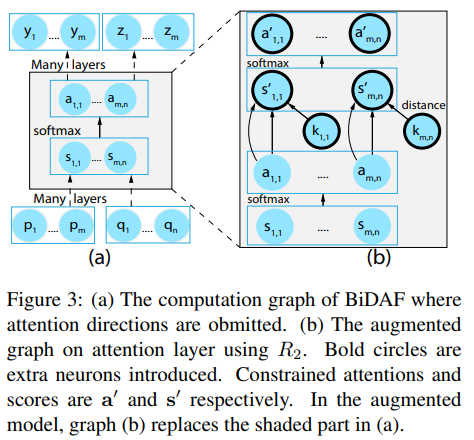 y1 .... ym z1 .... zm
Many layers
a1,1 .... am,n
softmax
s1,1 .... sm,n
Many layers
p1 .... pm q1 .... qn
(a)
a'1,1 .... a'm,n
softmax
s'1,1 s'm,n
distance
k1,1 km,n
a1,1 .... am,n
softmax
s1,1 .... sm,n
(b)
Figure 3: (a) The computation graph of BiDAF where
attention directions are obmitted. (b) The augmented
graph on attention layer using R2. Bold circles are
extra neurons introduced. Constrained attentions and
scores are a′ and s′ respectively. In the augmented
model, graph (b) replaces the shaded part in (a).